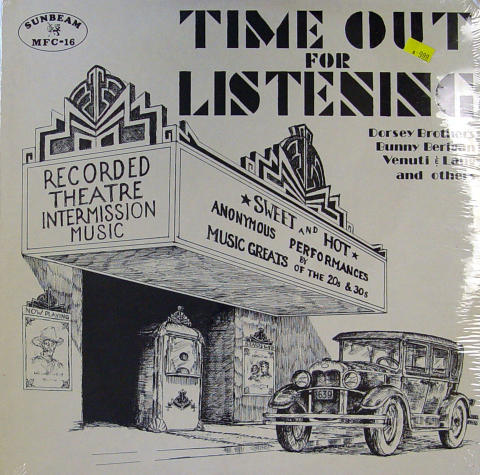 SUNBEAM
MFC-16
TIME OUT
FOR
LISTENING
Dorsey Brothers
Bunny Berigan
Venuti & Lang
and others
RECORDED
THEATRE
INTERMISSION
MUSIC
★SWEET AND HOT★
ANONYMOUS PERFORMANCES
BY
MUSIC GREATS OF THE 20s & 30s
NOW PLAYING